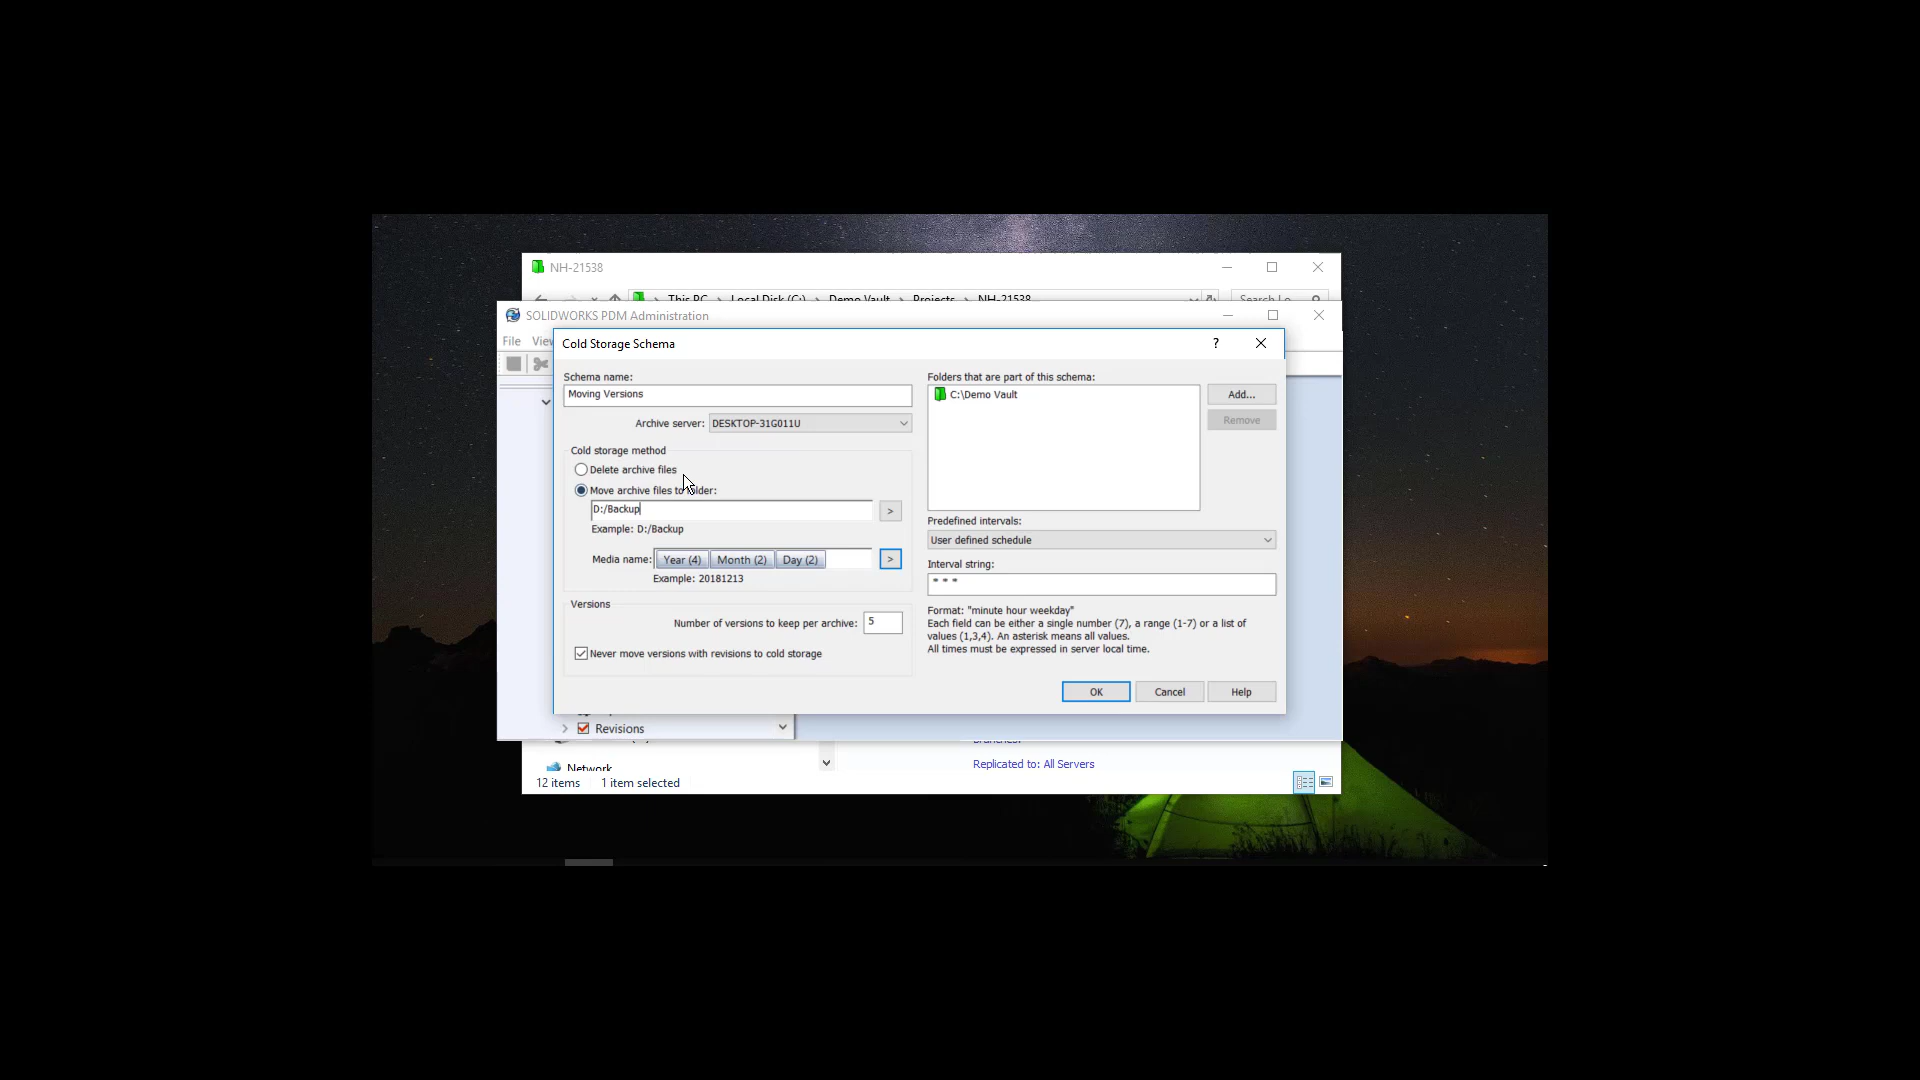 NH-21538
This PC > Local Disk (C:) > Demo Vault > Projects > NH-21538
Search Lo
SOLIDWORKS PDM Administration
File View
Cold Storage Schema ?
Schema name:
Moving Versions
Archive server: DESKTOP-31G011U
Cold storage method
Delete archive files
Move archive files to folder:
D:/Backup
>
Example: D:/Backup
Media name: Year (4) Month (2) Day (2)
>
Example: 20181213
Versions
Number of versions to keep per archive: 5
Never move versions with revisions to cold storage
Folders that are part of this schema:
C:\Demo Vault
Add...
Remove
Predefined intervals:
User defined schedule
Interval string:
* * *
Format: "minute hour weekday"
Each field can be either a single number (7), a range (1-7) or a list of
values (1,3,4). An asterisk means all values.
All times must be expressed in server local time.
OK Cancel Help
Revisions
Network
Replicated to: All Servers
12 items 1 item selected